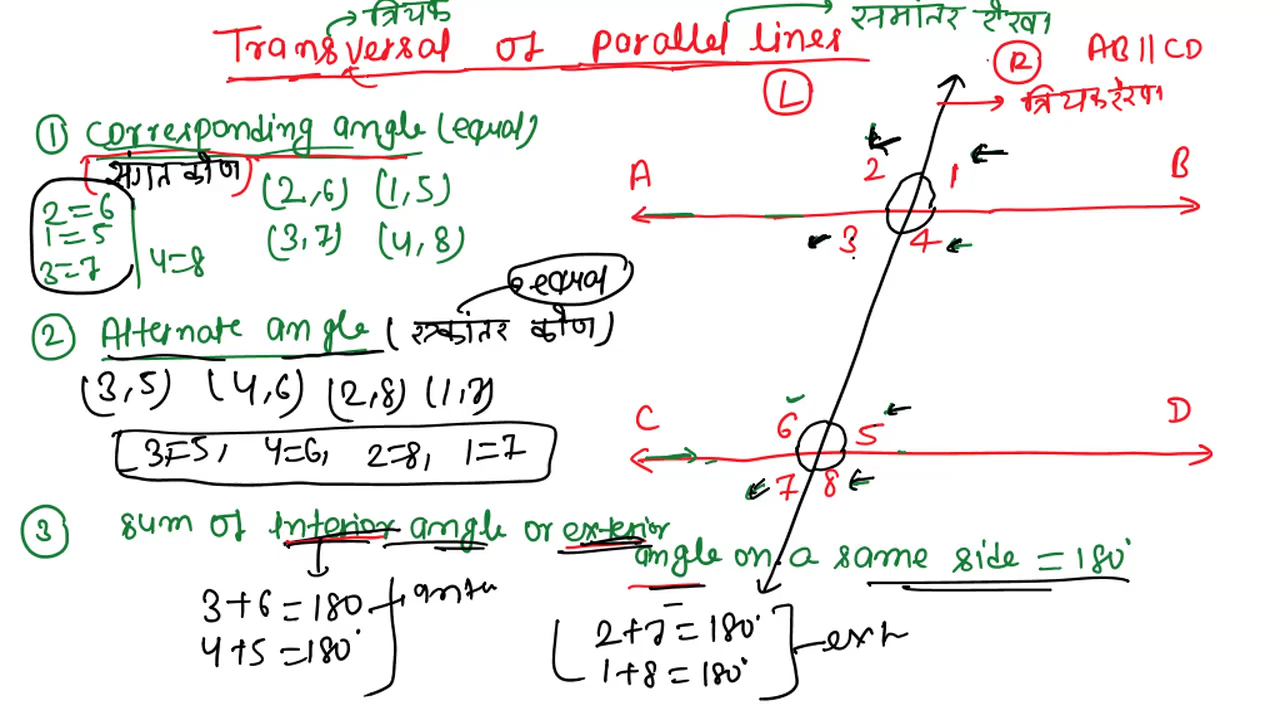 त्रियक
समांतर रेखा
Transversal of parallel lines
L
R
AB || CD
त्रियक रेखा
① Corresponding angle (equal)
(संगत कोण)
(2,6) (1,5)
(3,7) (4,8)
2=6
1=5
3=7
4=8
2 1
A B
3 4
equal
② Alternate angle (एकांतर कोण)
(3,5) (4,6) (2,8) (1,7)
3=5, 4=6, 2=8, 1=7
C D
6 5
7 8
③ sum of interior angle or exterior
angle on a same side = 180°
3+6=180
4+5=180°
2+7=180°
1+8=180°
ext